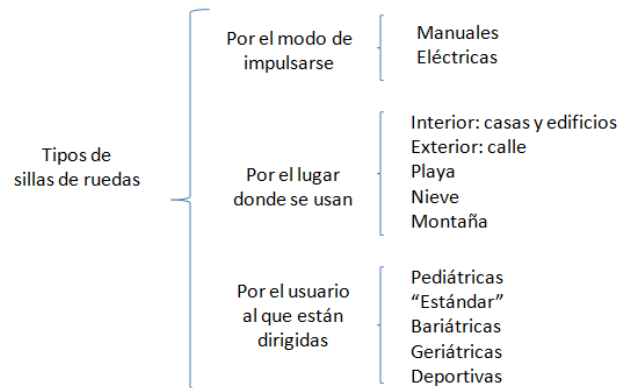 Tipos de
sillas de ruedas
Por el modo de
impulsarse
Manuales
Eléctricas
Por el lugar
donde se usan
Interior: casas y edificios
Exterior: calle
Playa
Nieve
Montaña
Por el usuario
al que están
dirigidas
Pediátricas
“Estándar”
Bariátricas
Geriátricas
Deportivas